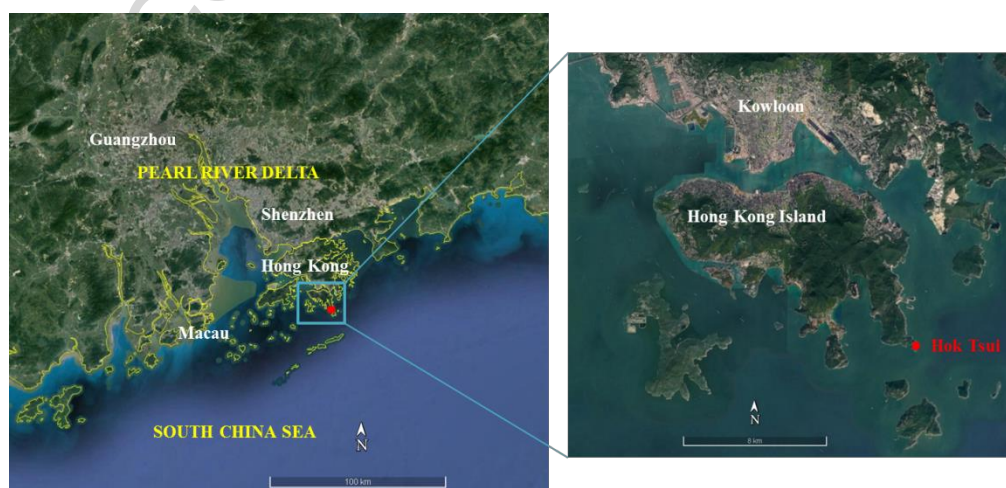 Guangzhou
PEARL RIVER DELTA
Shenzhen
Hong Kong
Macau
SOUTH CHINA SEA
N
100 km
Kowloon
Hong Kong Island
Hok Tsui
N
8 km